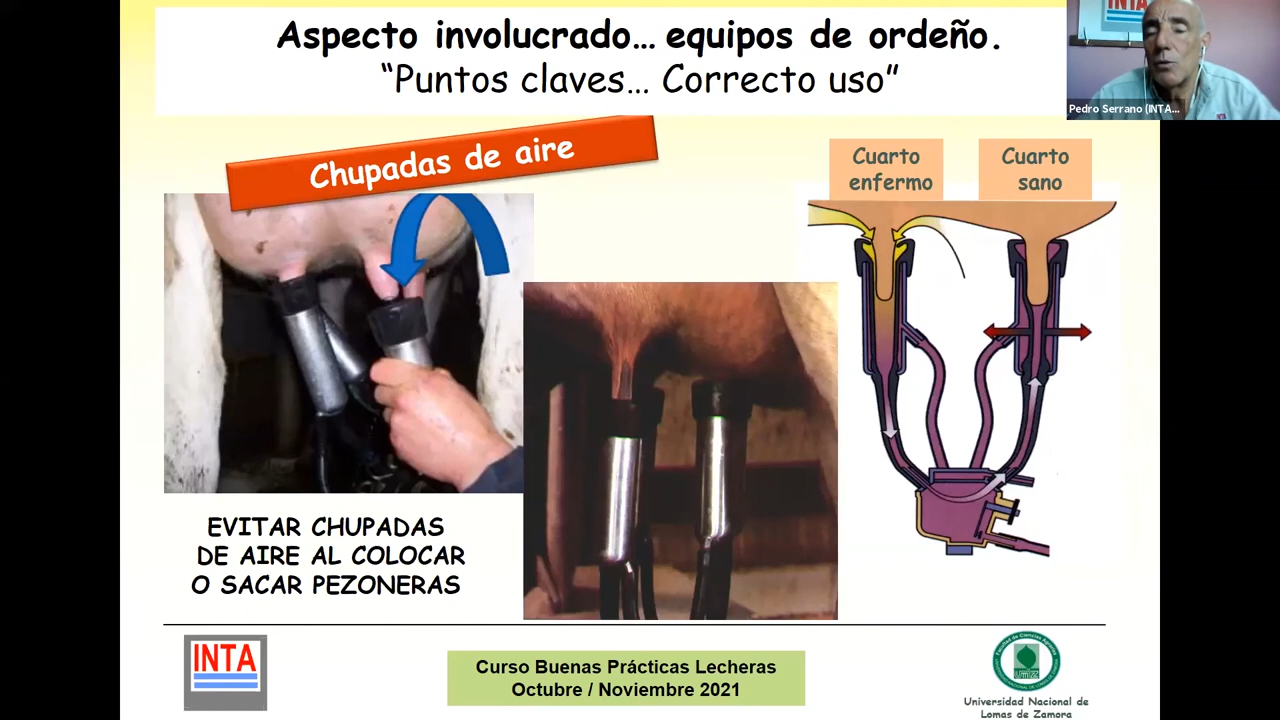 Aspecto involucrado... equipos de ordeño.
“Puntos claves... Correcto uso”
INTA
Pedro Serrano (INTA...
Chupadas de aire
Cuarto
enfermo
Cuarto
sano
EVITAR CHUPADAS
DE AIRE AL COLOCAR
O SACAR PEZONERAS
INTA
Curso Buenas Prácticas Lecheras
Octubre / Noviembre 2021
Universidad Nacional de
Lomas de Zamora